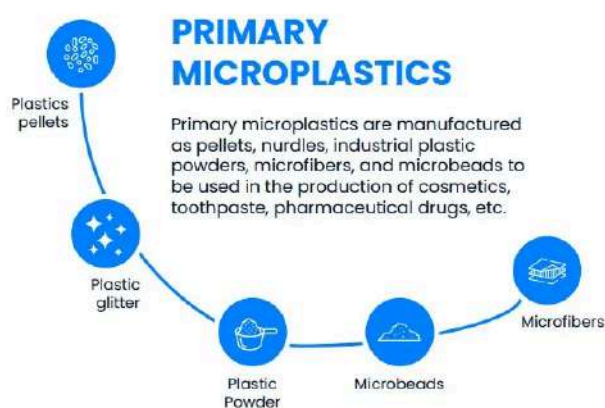 PRIMARY
MICROPLASTICS
Plastics
pellets
Primary microplastics are manufactured
as pellets, nurdles, industrial plastic
powders, microfibers, and microbeads to
be used in the production of cosmetics,
toothpaste, pharmaceutical drugs, etc.
Plastic
glitter
Plastic
Powder
Microbeads
Microfibers